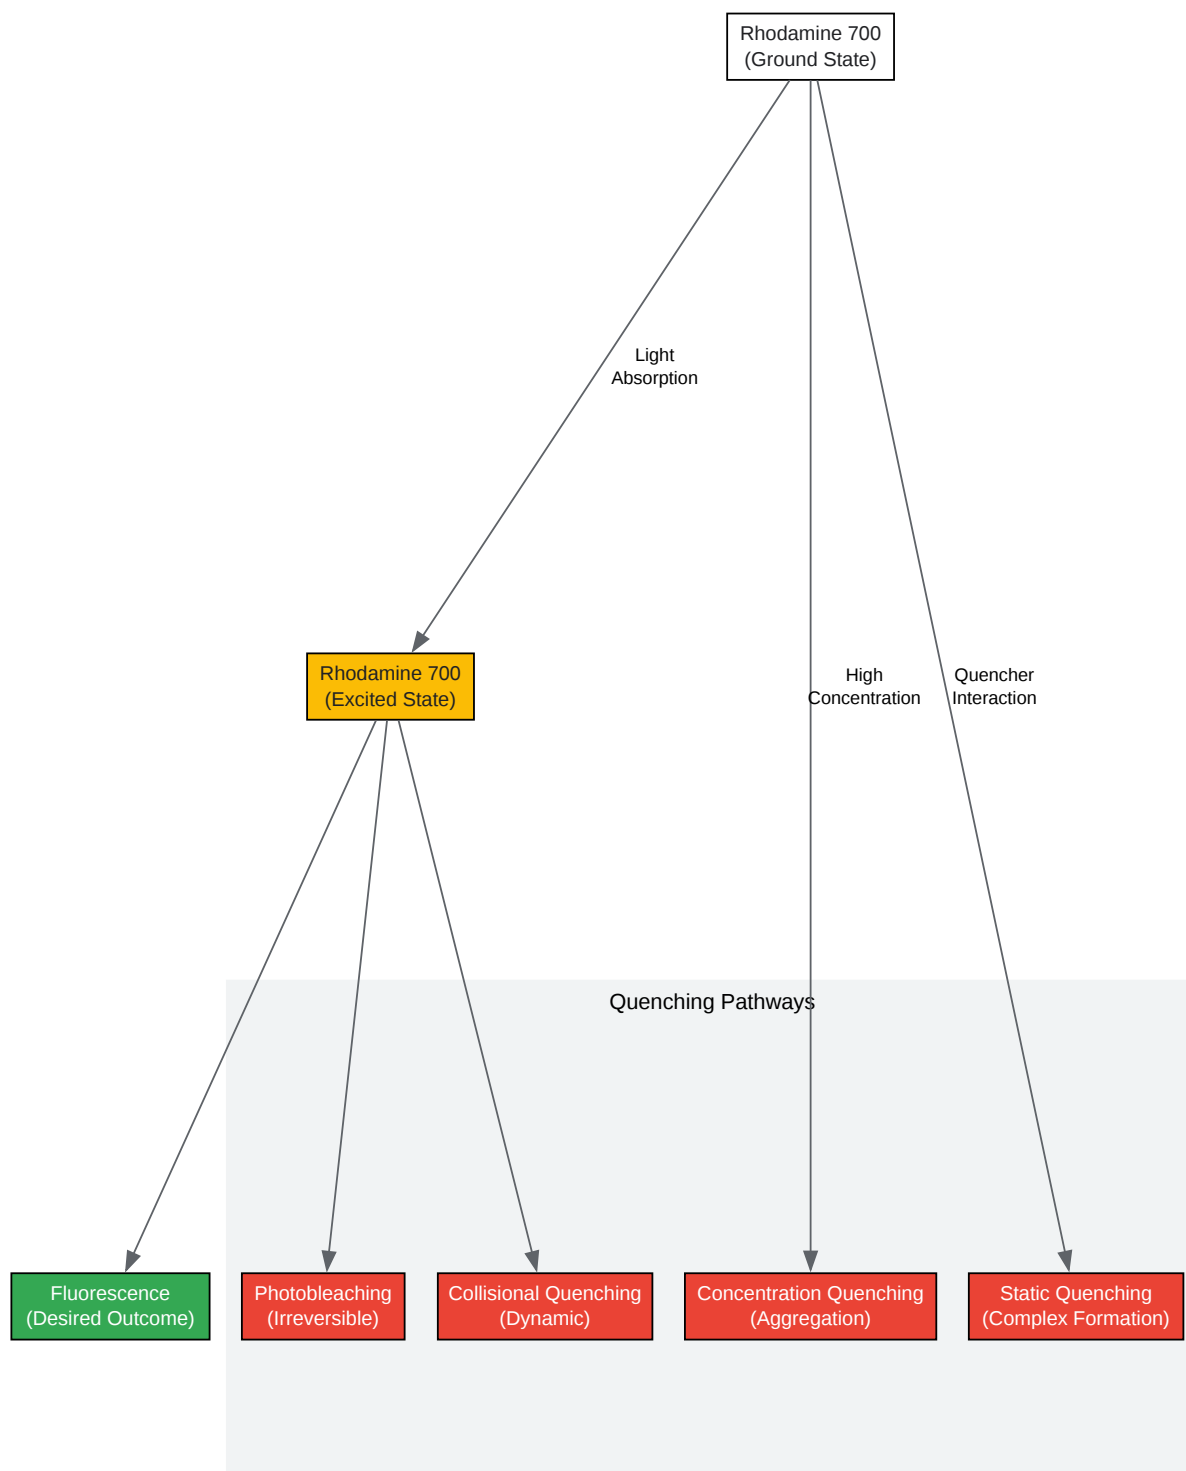 Rhodamine 700
(Ground State)
Light
Absorption
Rhodamine 700
(Excited State)
High
Concentration
Quencher
Interaction
Quenching Pathways
Fluorescence
(Desired Outcome)
Photobleaching
(Irreversible)
Collisional Quenching
(Dynamic)
Concentration Quenching
(Aggregation)
Static Quenching
(Complex Formation)